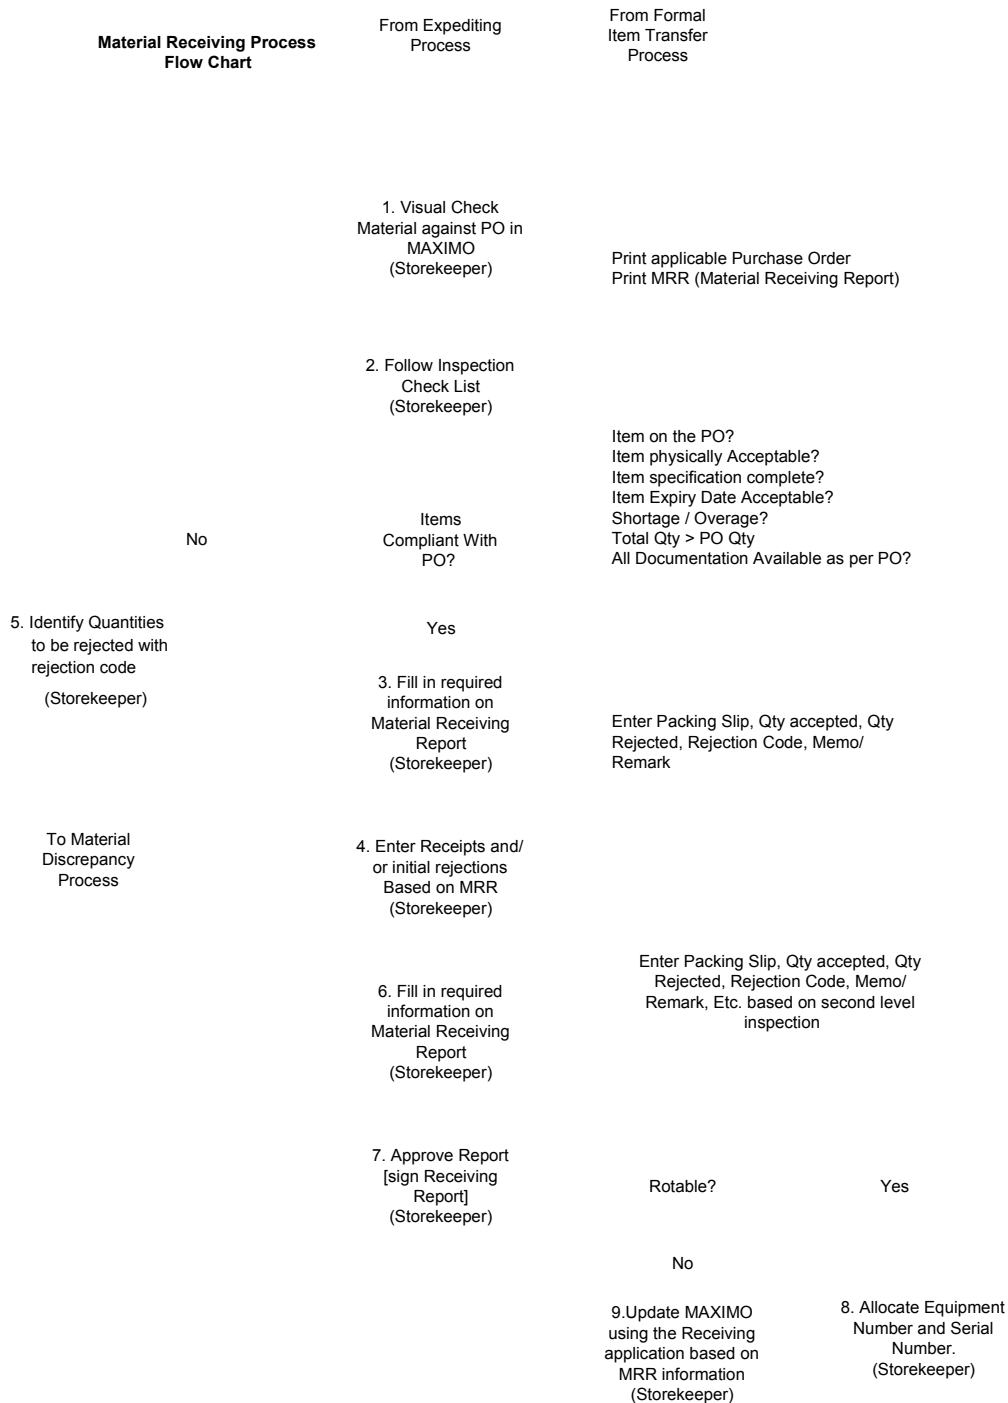 Material Receiving Process
Flow Chart
From Expediting
Process
From Formal
Item Transfer
Process
1. Visual Check
Material against PO in
MAXIMO
(Storekeeper)
Print applicable Purchase Order
Print MRR (Material Receiving Report)
2. Follow Inspection
Check List
(Storekeeper)
Item on the PO?
Item physically Acceptable?
Item specification complete?
Item Expiry Date Acceptable?
Shortage / Overage?
Total Qty > PO Qty
All Documentation Available as per PO?
Items
Compliant With
PO?
No
Yes
5. Identify Quantities
to be rejected with
rejection code
(Storekeeper)
3. Fill in required
information on
Material Receiving
Report
(Storekeeper)
Enter Packing Slip, Qty accepted, Qty
Rejected, Rejection Code, Memo/
Remark
To Material
Discrepancy
Process
4. Enter Receipts and/
or initial rejections
Based on MRR
(Storekeeper)
Enter Packing Slip, Qty accepted, Qty
Rejected, Rejection Code, Memo/
Remark, Etc. based on second level
inspection
6. Fill in required
information on
Material Receiving
Report
(Storekeeper)
7. Approve Report
[sign Receiving
Report]
(Storekeeper)
Rotable?
Yes
No
9.Update MAXIMO
using the Receiving
application based on
MRR information
(Storekeeper)
8. Allocate Equipment
Number and Serial
Number.
(Storekeeper)